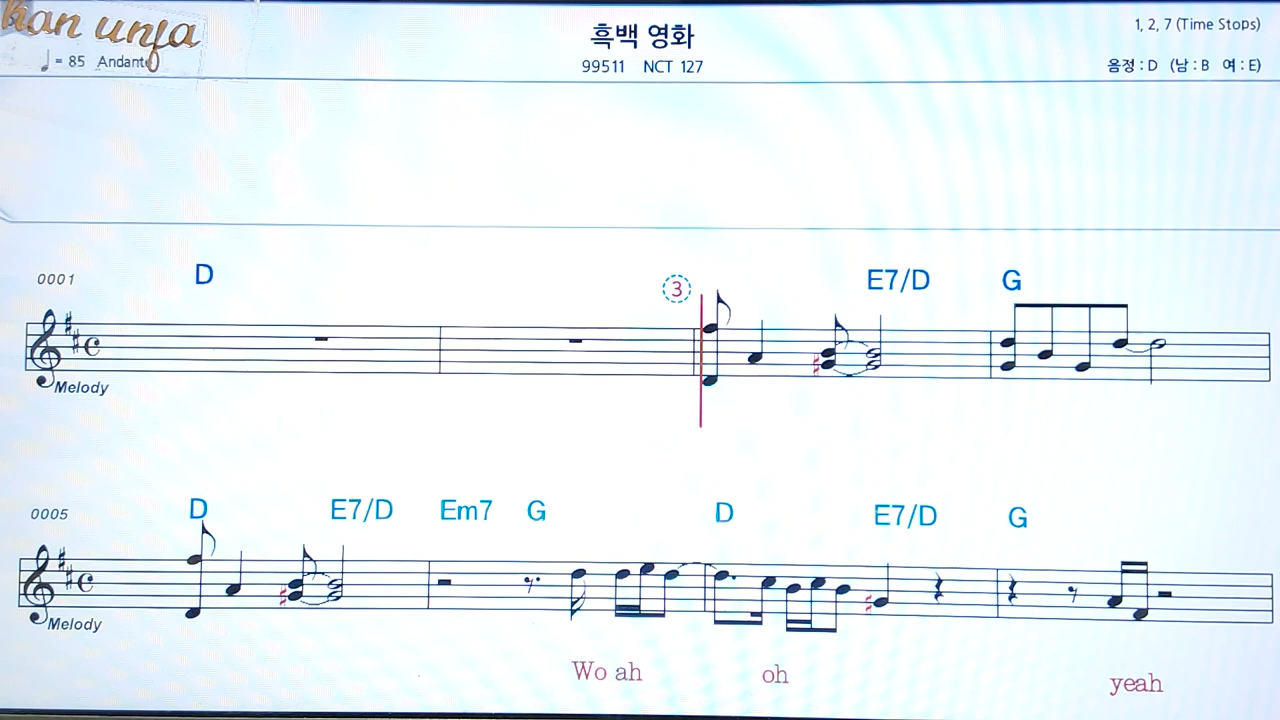 kan unja
흑백 영화
1, 2, 7 (Time Stops)
♩ = 85 Andante
99511 NCT 127
음정 : D (남 : B 여 : E)
0001
D
3
E7/D
G
Melody
0005
D
E7/D
Em7
G
D
E7/D
G
Melody
Wo ah
oh
yeah